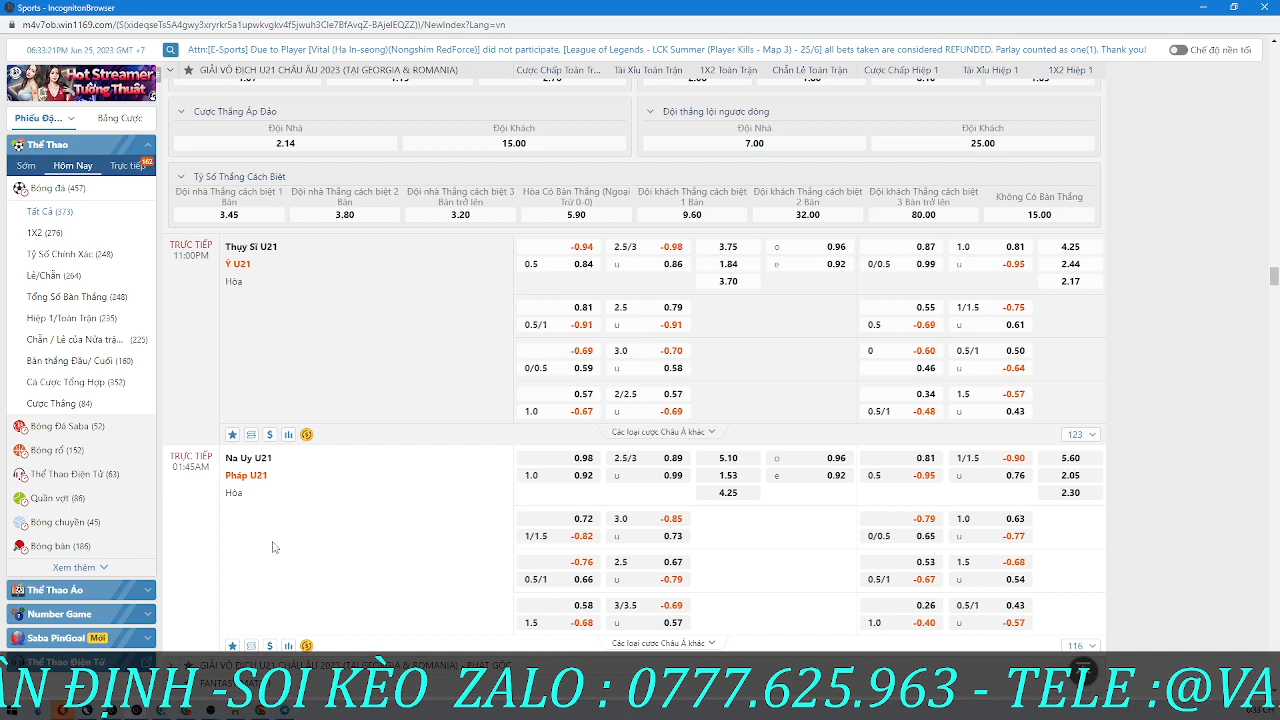 Sports - IncognitonBrowser
06:33:21PM Jun 25, 2023 GMT +7
Attn:[E-Sports] Due to Player [Vital (Ha In-seong)(Nongshim RedForce)] did not participate [League of Legends - LCK Summer (Player Kills - Map 3) - 25/6] all bets taken are considered REFUNDED. Parlay counted as one(1). Thank you!
Chế độ nền tối
Hot Streamer
Tường Thuật
GIẢI VÔ ĐỊCH U21 CHÂU ÂU 2023 (TẠI GEORGIA & ROMANIA)
Cược Chấp Toàn Tr... Tài Xỉu Toàn Trận 1X2 Toàn Trận Cược Chấp Hiệp 1 Tài Xỉu Hiệp 1 1X2 Hiệp 1
Phiếu Đặ... Bảng Cược
Thể Thao
Sớm Hôm Nay Trực tiếp 162
Bóng đá (457)
Tất Cả (373)
1X2 (276)
Tỷ Số Chính Xác (248)
Lẻ/Chẵn (264)
Tổng Số Bàn Thắng (248)
Hiệp 1/Toàn Trận (235)
Chẵn / Lẻ của Nửa trậ... (225)
Bàn thắng Đầu/ Cuối (160)
Cá Cược Tổng Hợp (352)
Cược Thắng (84)
Bóng Đá Saba (52)
Bóng rổ (152)
Thể Thao Điện Tử (63)
Quần vợt (86)
Bóng chuyền (45)
Bóng bàn (186)
Xem thêm
Thể Thao Ảo
Number Game
Saba PinGoal Mới
Thể Thao Điện Tử
Cược Thắng Áp Đảo
Đội Nhà Đội Khách
2.14 15.00
Đội thắng lội ngược dòng
Đội Nhà Đội Khách
7.00 25.00
Tỷ Số Thắng Cách Biệt
Đội nhà Thắng cách biệt 1 Bàn 3.45
Đội nhà Thắng cách biệt 2 Bàn 3.80
Đội nhà Thắng cách biệt 3 Bàn trở lên 3.20
Hòa Có Bàn Thắng (Ngoại Trừ 0-0) 5.90
Đội khách Thắng cách biệt 1 Bàn 9.60
Đội khách Thắng cách biệt 2 Bàn 32.00
Đội khách Thắng cách biệt 3 Bàn trở lên 80.00
Không Có Bàn Thắng 15.00
TRỰC TIẾP Thụy Sĩ U21 -0.94 2.5/3 -0.98 3.75 o 0.96 0.87 1.0 0.81 4.25
11:00PM Ý U21 0.5 0.84 u 0.86 1.84 e 0.92 0/0.5 0.99 u -0.95 2.44
Hòa 3.70 2.17
0.81 2.5 0.79 0.55 1/1.5 -0.75
0.5/1 -0.91 u -0.91 0.5 -0.69 u 0.61
-0.69 3.0 -0.70 0 -0.60 0.5/1 0.50
0/0.5 0.59 u 0.58 0.46 u -0.64
0.57 2/2.5 0.57 0.34 1.5 -0.57
1.0 -0.67 u -0.69 0.5/1 -0.48 u 0.43
Các loại cược Châu Á khác 123
TRỰC TIẾP Na Uy U21 0.98 2.5/3 0.89 5.10 o 0.96 0.81 1/1.5 -0.90 5.60
01:45AM Pháp U21 1.0 0.92 u 0.99 1.53 e 0.92 0.5 -0.95 u 0.76 2.05
Hòa 4.25 2.30
0.72 3.0 -0.85 -0.79 1.0 0.63
1/1.5 -0.82 u 0.73 0/0.5 0.65 u -0.77
-0.76 2.5 0.67 0.53 1.5 -0.68
0.5/1 0.66 u -0.79 0.5/1 -0.67 u 0.54
0.58 3/3.5 -0.69 0.26 0.5/1 0.43
1.5 -0.68 u 0.57 1.0 -0.40 u -0.57
Các loại cược Châu Á khác 116
GIẢI VÔ ĐỊCH U21 CHÂU ÂU 2023 (TẠI GEORGIA & ROMANIA)
ẬN ĐỊNH -SOI KÈO ZALO : 0777.625.963 - TELE :@VA